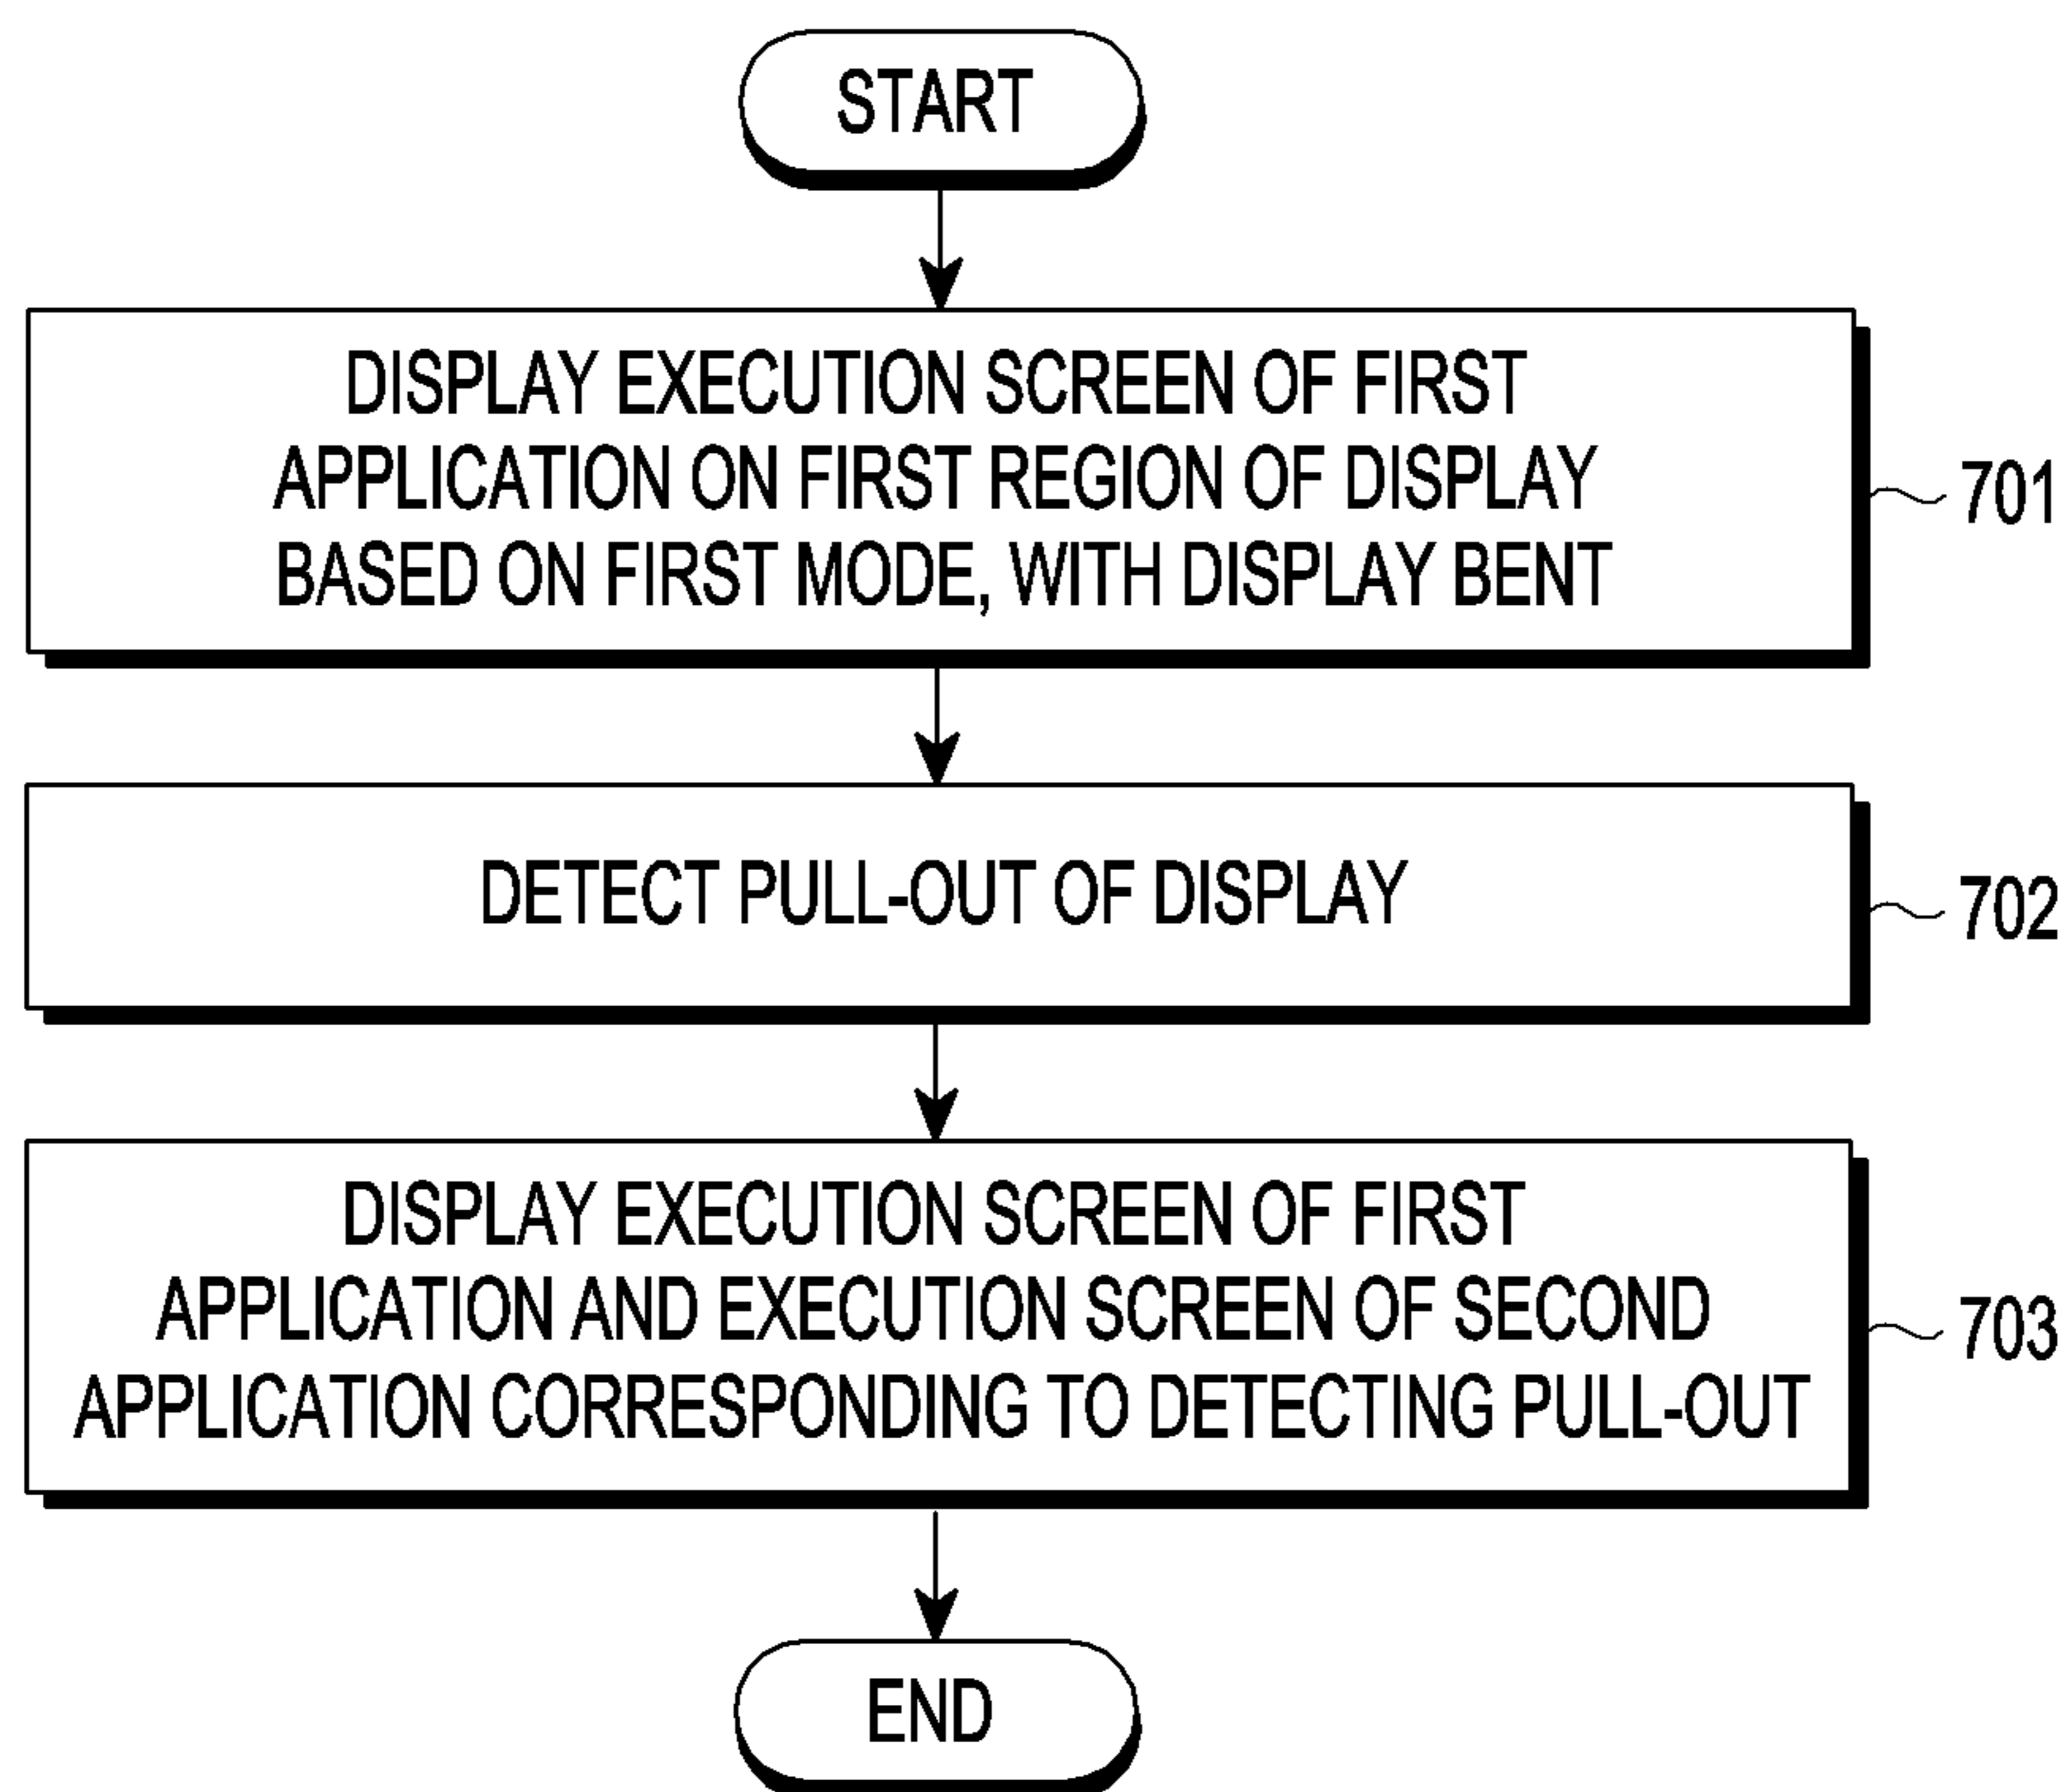 START
DISPLAY EXECUTION SCREEN OF FIRST
APPLICATION ON FIRST REGION OF DISPLAY
BASED ON FIRST MODE, WITH DISPLAY BENT
701
DETECT PULL-OUT OF DISPLAY
702
DISPLAY EXECUTION SCREEN OF FIRST
APPLICATION AND EXECUTION SCREEN OF SECOND
APPLICATION CORRESPONDING TO DETECTING PULL-OUT
703
END